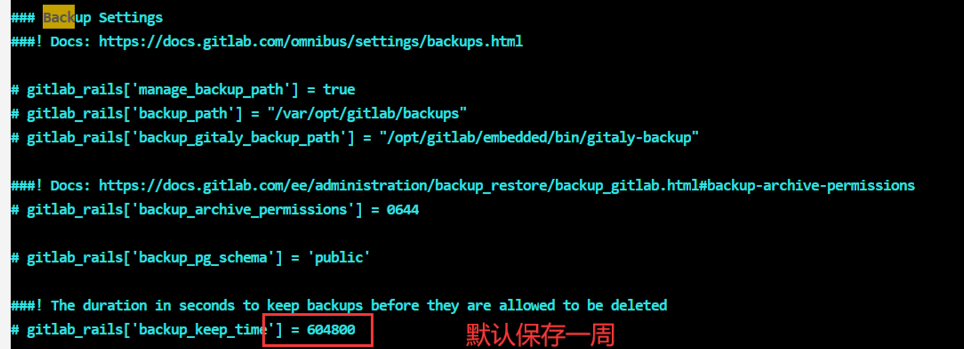 ### Backup Settings
###! Docs: https://docs.gitlab.com/omnibus/settings/backups.html
# gitlab_rails['manage_backup_path'] = true
# gitlab_rails['backup_path'] = "/var/opt/gitlab/backups"
# gitlab_rails['backup_gitaly_backup_path'] = "/opt/gitlab/embedded/bin/gitaly-backup"
###! Docs: https://docs.gitlab.com/ee/administration/backup_restore/backup_gitlab.html#backup-archive-permissions
# gitlab_rails['backup_archive_permissions'] = 0644
# gitlab_rails['backup_pg_schema'] = 'public'
###! The duration in seconds to keep backups before they are allowed to be deleted
# gitlab_rails['backup_keep_time'] = 604800
默认保存一周